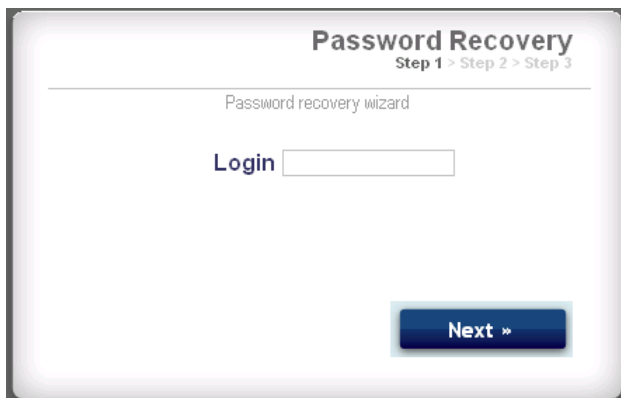 Password Recovery
Step 1 > Step 2 > Step 3
Password recovery wizard
Login
Next »